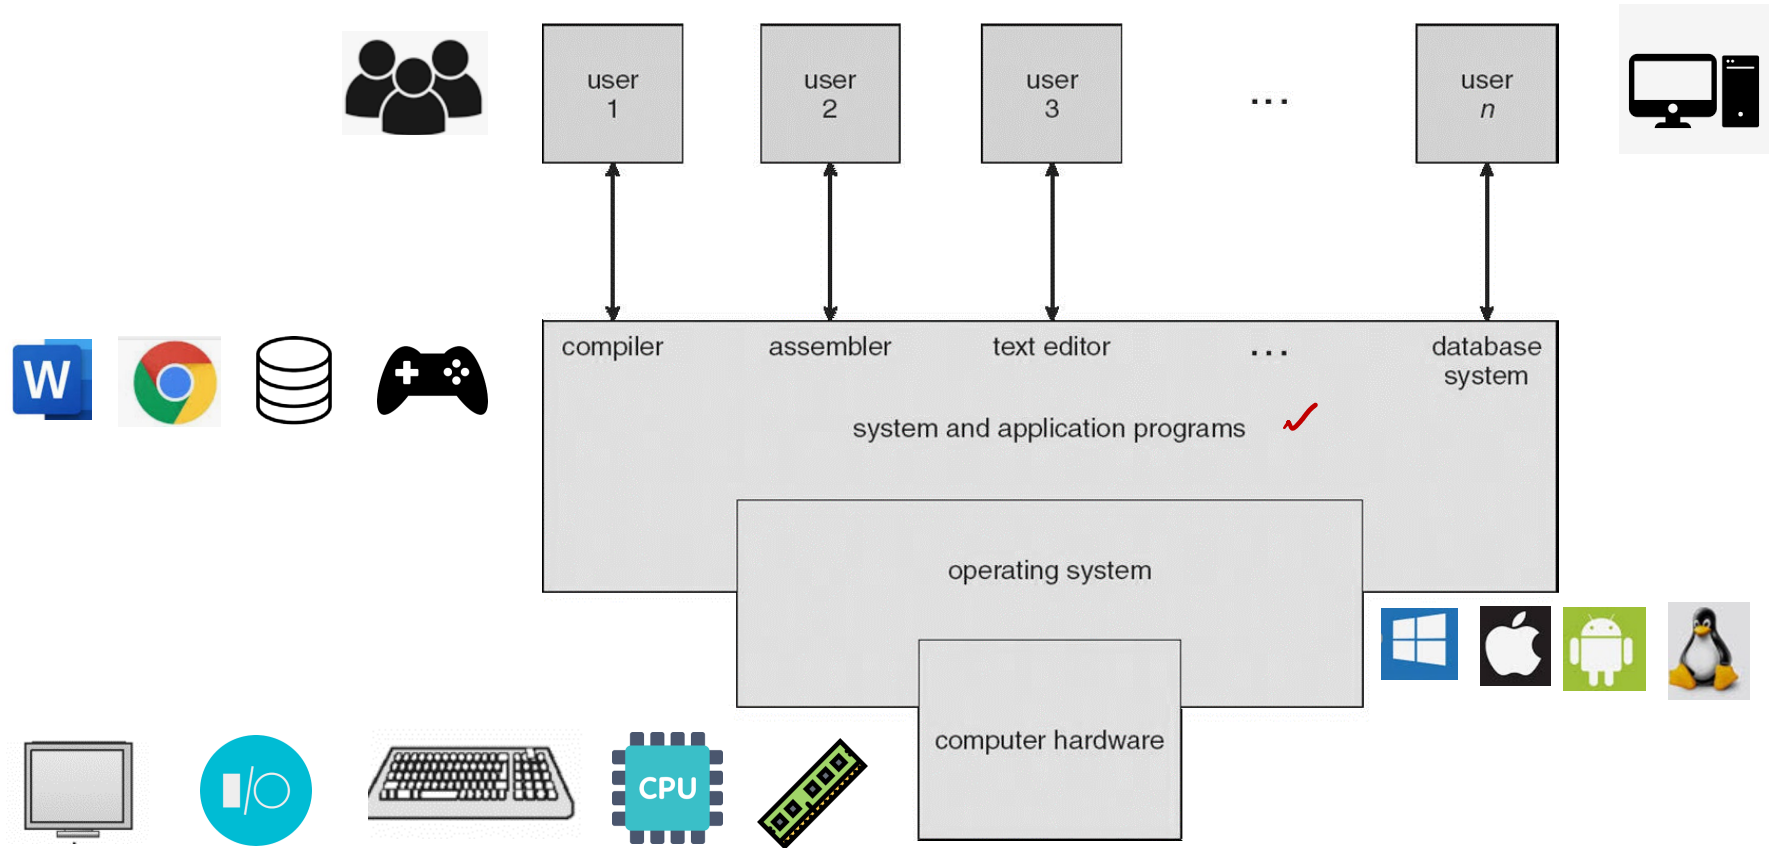 user
1
user
2
user
3
...
user
n
compiler
assembler
text editor
...
database
system
system and application programs
W
operating system
computer hardware
I/O
CPU